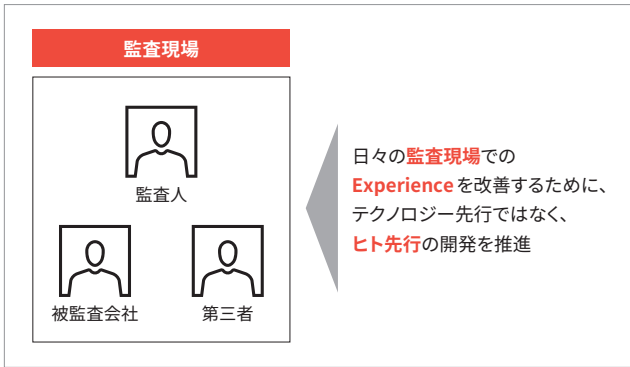 監査現場
監査人
被監査会社
第三者
日々の監査現場での
Experienceを改善するために、
テクノロジー先行ではなく、
ヒト先行の開発を推進